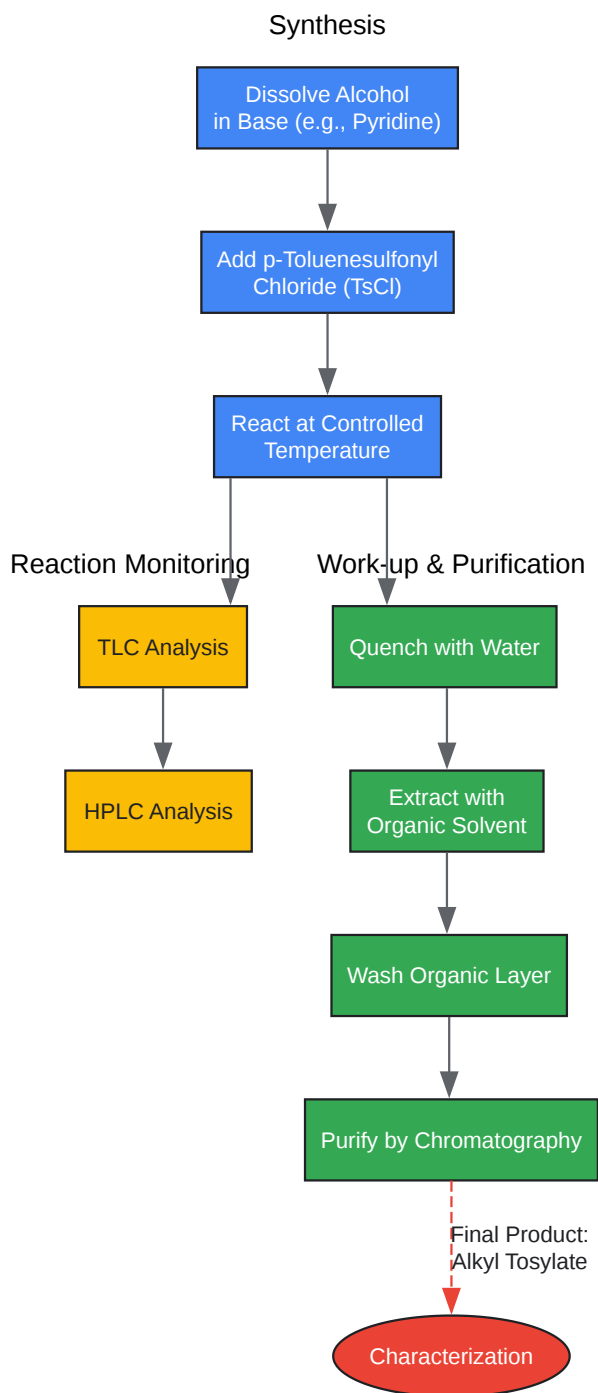 Synthesis
Dissolve Alcohol
in Base (e.g., Pyridine)
Add p-Toluenesulfonyl
Chloride (TsCl)
React at Controlled
Temperature
Reaction Monitoring
Work-up & Purification
TLC Analysis
Quench with Water
HPLC Analysis
Extract with
Organic Solvent
Wash Organic Layer
Purify by Chromatography
Final Product:
Alkyl Tosylate
Characterization